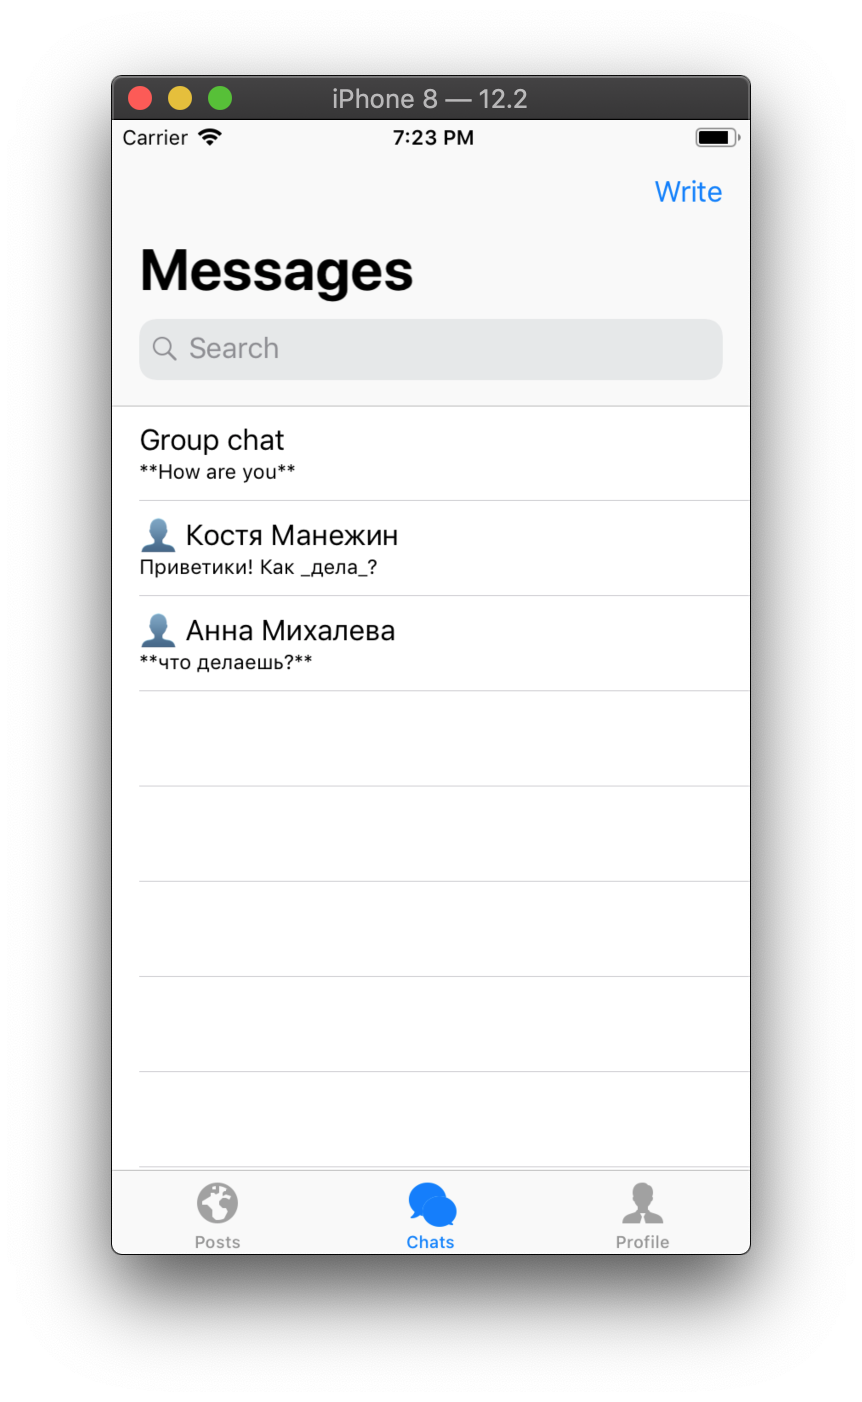 iPhone 8 — 12.2
Carrier 7:23 PM
Write
Messages
Search
Group chat
**How are you**
👤 Костя Манежин
Приветики! Как _дела_?
👤 Анна Михалева
**что делаешь?**
Posts Chats Profile